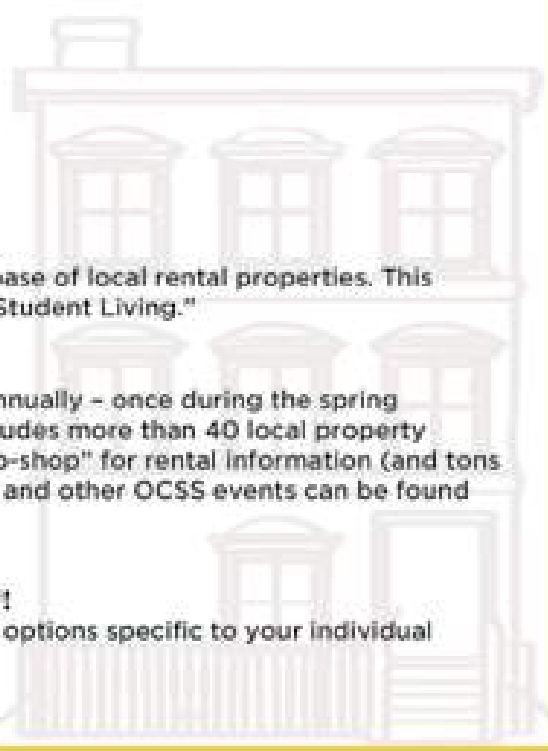 base of local rental properties. This
Student Living."
nnually – once during the spring
udes more than 40 local property
p-shop" for rental information (and tons
and other OCSS events can be found
!
options specific to your individual